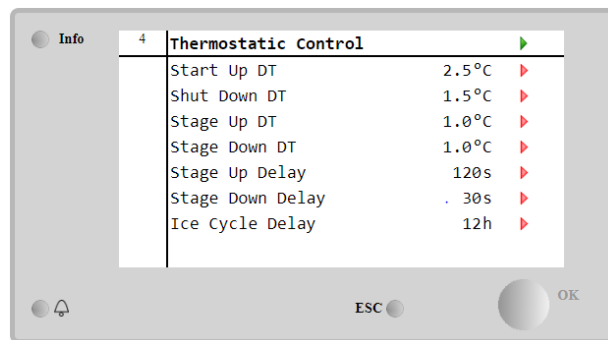 Info
4 Thermostatic Control
Start Up DT 2.5°C
Shut Down DT 1.5°C
Stage Up DT 1.0°C
Stage Down DT 1.0°C
Stage Up Delay 120s
Stage Down Delay . 30s
Ice Cycle Delay 12h
ESC
OK